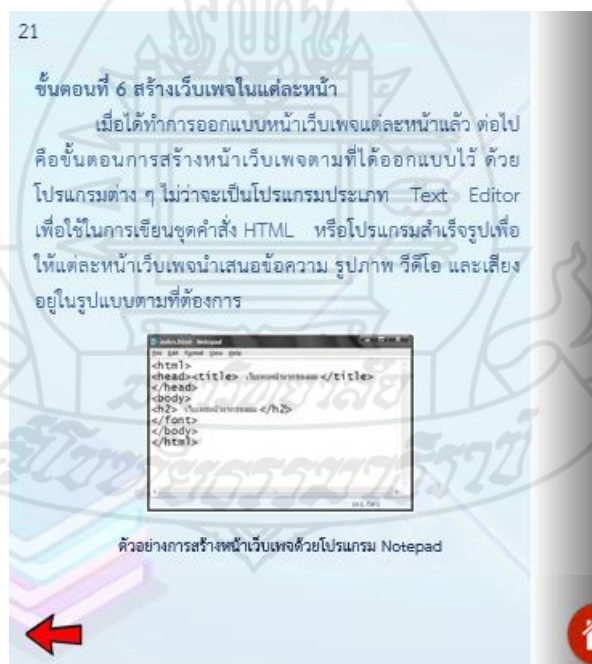 21
ขั้นตอนที่ 6 สร้างเว็บเพจในแต่ละหน้า
เมื่อได้ทำการออกแบบหน้าเว็บเพจแต่ละหน้าแล้ว ต่อไป
คือขั้นตอนการสร้างหน้าเว็บเพจตามที่ได้ออกแบบไว้ ด้วย
โปรแกรมต่าง ๆ ไม่ว่าจะเป็นโปรแกรมประเภท Text Editor
เพื่อใช้ในการเขียนชุดคำสั่ง HTML หรือโปรแกรมสำเร็จรูปเพื่อ
ให้แต่ละหน้าเว็บเพจนำเสนอข้อความ รูปภาพ วีดีโอ และเสียง
อยู่ในรูปแบบตามที่ต้องการ
index.html - Notepad
File Edit Format View Help
<html>
<head><title> </title>
</head>
<body>
<h2> </h2>
</font>
</body>
</html>
Ln 1, Col 1
ตัวอย่างการสร้างหน้าเว็บเพจด้วยโปรแกรม Notepad